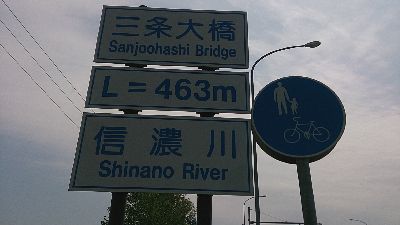 三条大橋
Sanjoohashi Bridge
L = 463m
信濃川
Shinano River